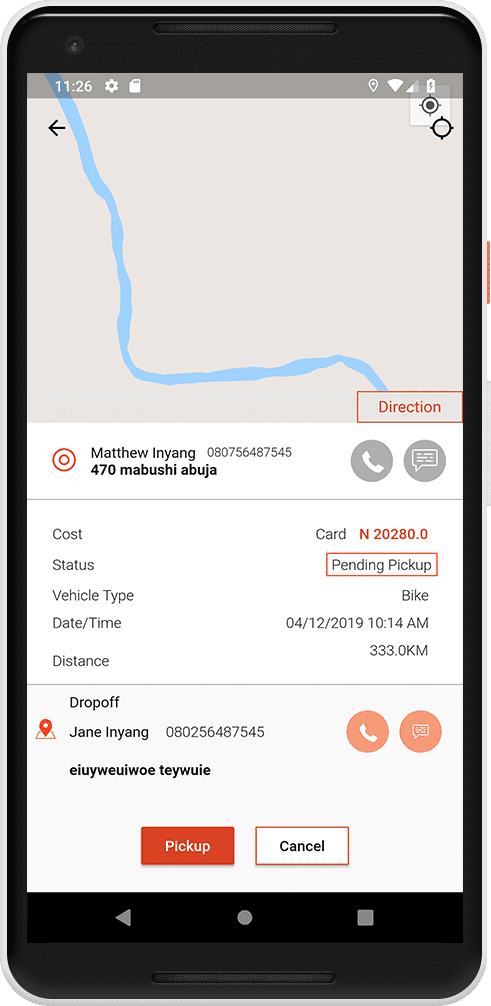 11:26
Direction
Matthew Inyang 080756487545
470 mabushi abuja
Cost Card N 20280.0
Status Pending Pickup
Vehicle Type Bike
Date/Time 04/12/2019 10:14 AM
Distance 333.0KM
Dropoff
Jane Inyang 080256487545
eiuyweuiwoe teywuie
Pickup Cancel